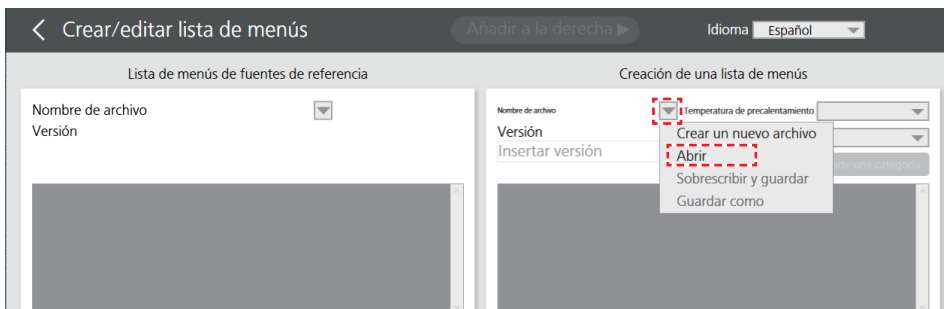 Crear/editar lista de menús
Añadir a la derecha ▶
Idioma Español
Lista de menús de fuentes de referencia
Creación de una lista de menús
Nombre de archivo
Versión
Nombre de archivo
Temperatura de precalentamiento
Versión
Insertar versión
Crear un nuevo archivo
Abrir
Sobrescribir y guardar
Guardar como
una categoría